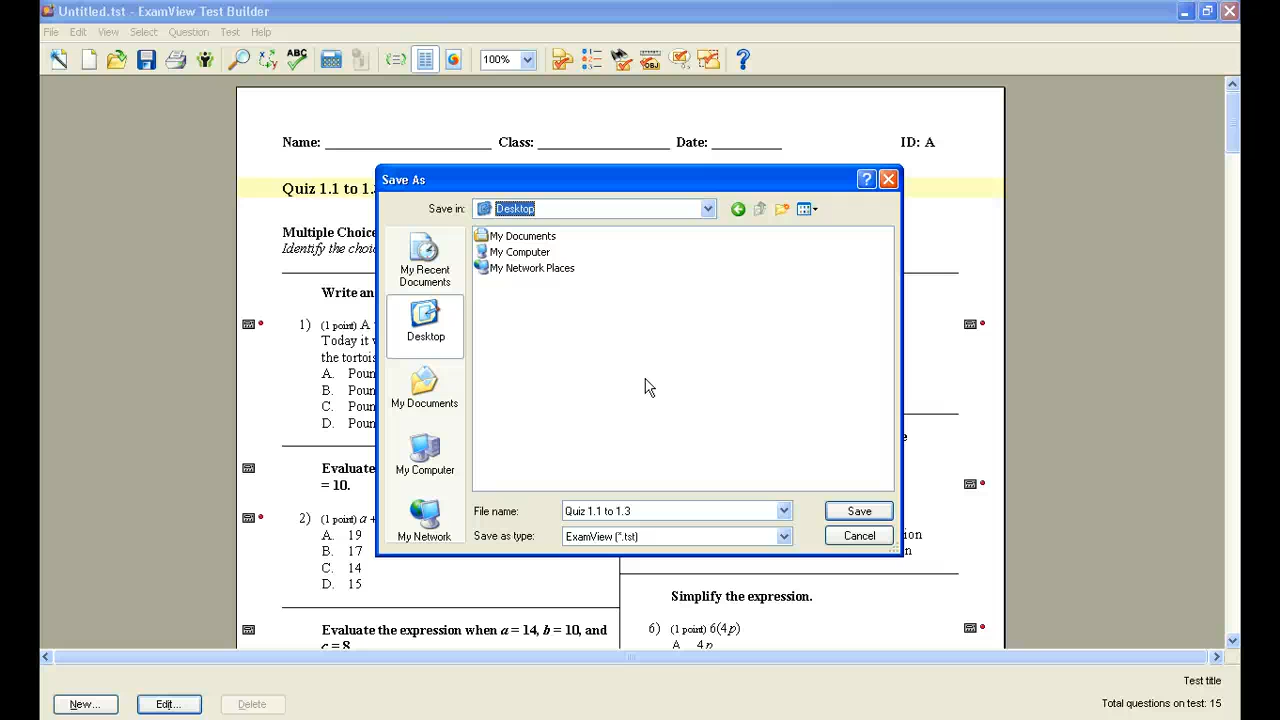 Untitled.tst - ExamView Test Builder
File Edit View Select Question Test Help
ABC 100% OBJ ?
Name: Class: Date: ID: A
Quiz 1.1 to 1.
Multiple Choic
Identify the choi
Write an
1) (1 point) A
Today it
the tortois
A. Poun
B. Poun
C. Poun
D. Poun
Evaluate
= 10.
2) (1 point) a +
A. 19
B. 17
C. 14
D. 15
Evaluate the expression when a = 14, b = 10, and
c = 8
Save As
Save in: Desktop
My Recent
Documents
Desktop
My Documents
My Computer
My Network
My Documents
My Computer
My Network Places
File name: Quiz 1.1 to 1.3 Save
Save as type: ExamView (*.tst) Cancel
e
ion
n
Simplify the expression.
6) (1 point) 6(4p)
A 4p
Test title
New... Edit... Delete Total questions on test: 15